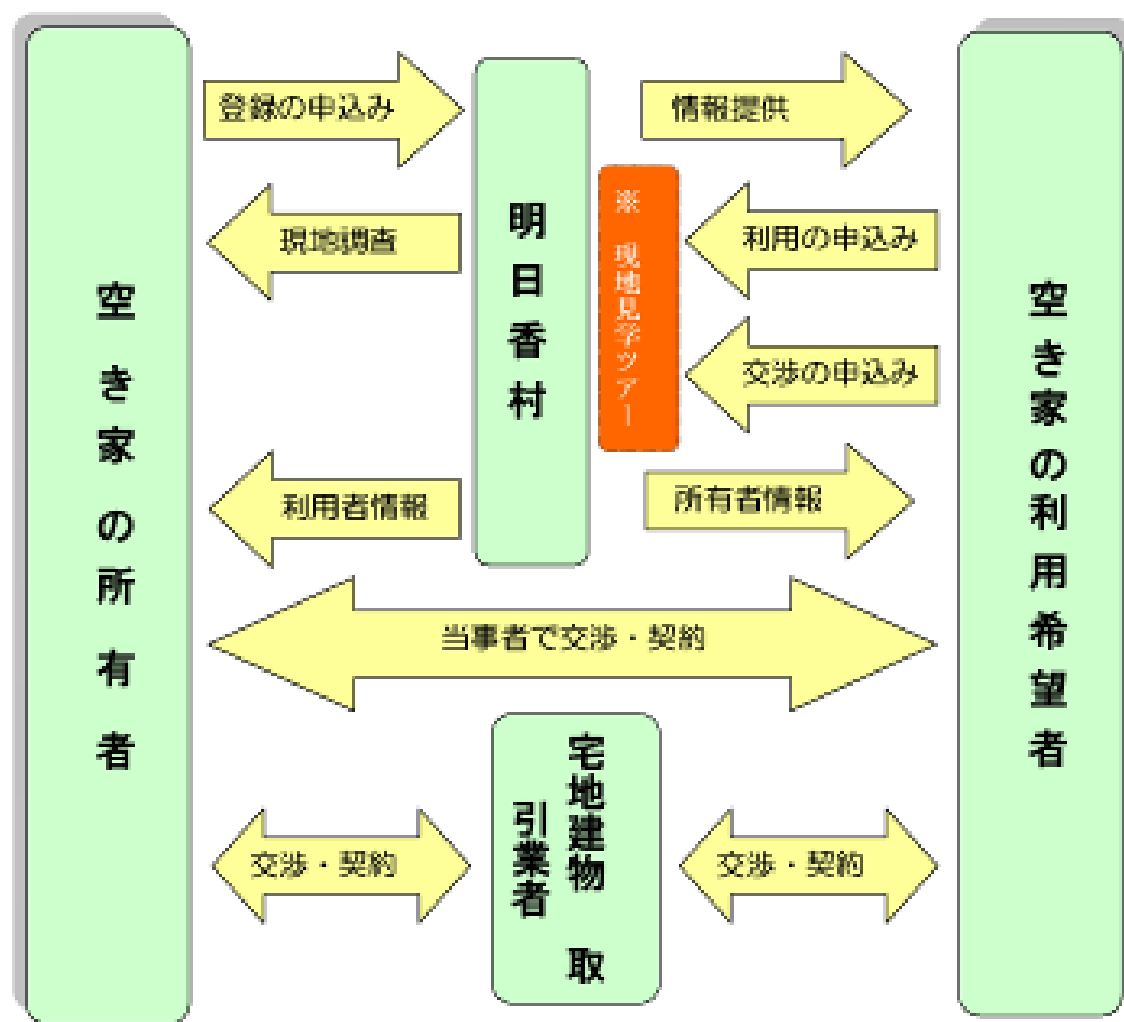 空き家の所有者
登録の申込み
現地調査
利用者情報
明日香村
※ 現地見学ツアー
情報提供
利用の申込み
交渉の申込み
所有者情報
空き家の利用希望者
当事者で交渉・契約
交渉・契約
宅地建物 取
引業者
交渉・契約